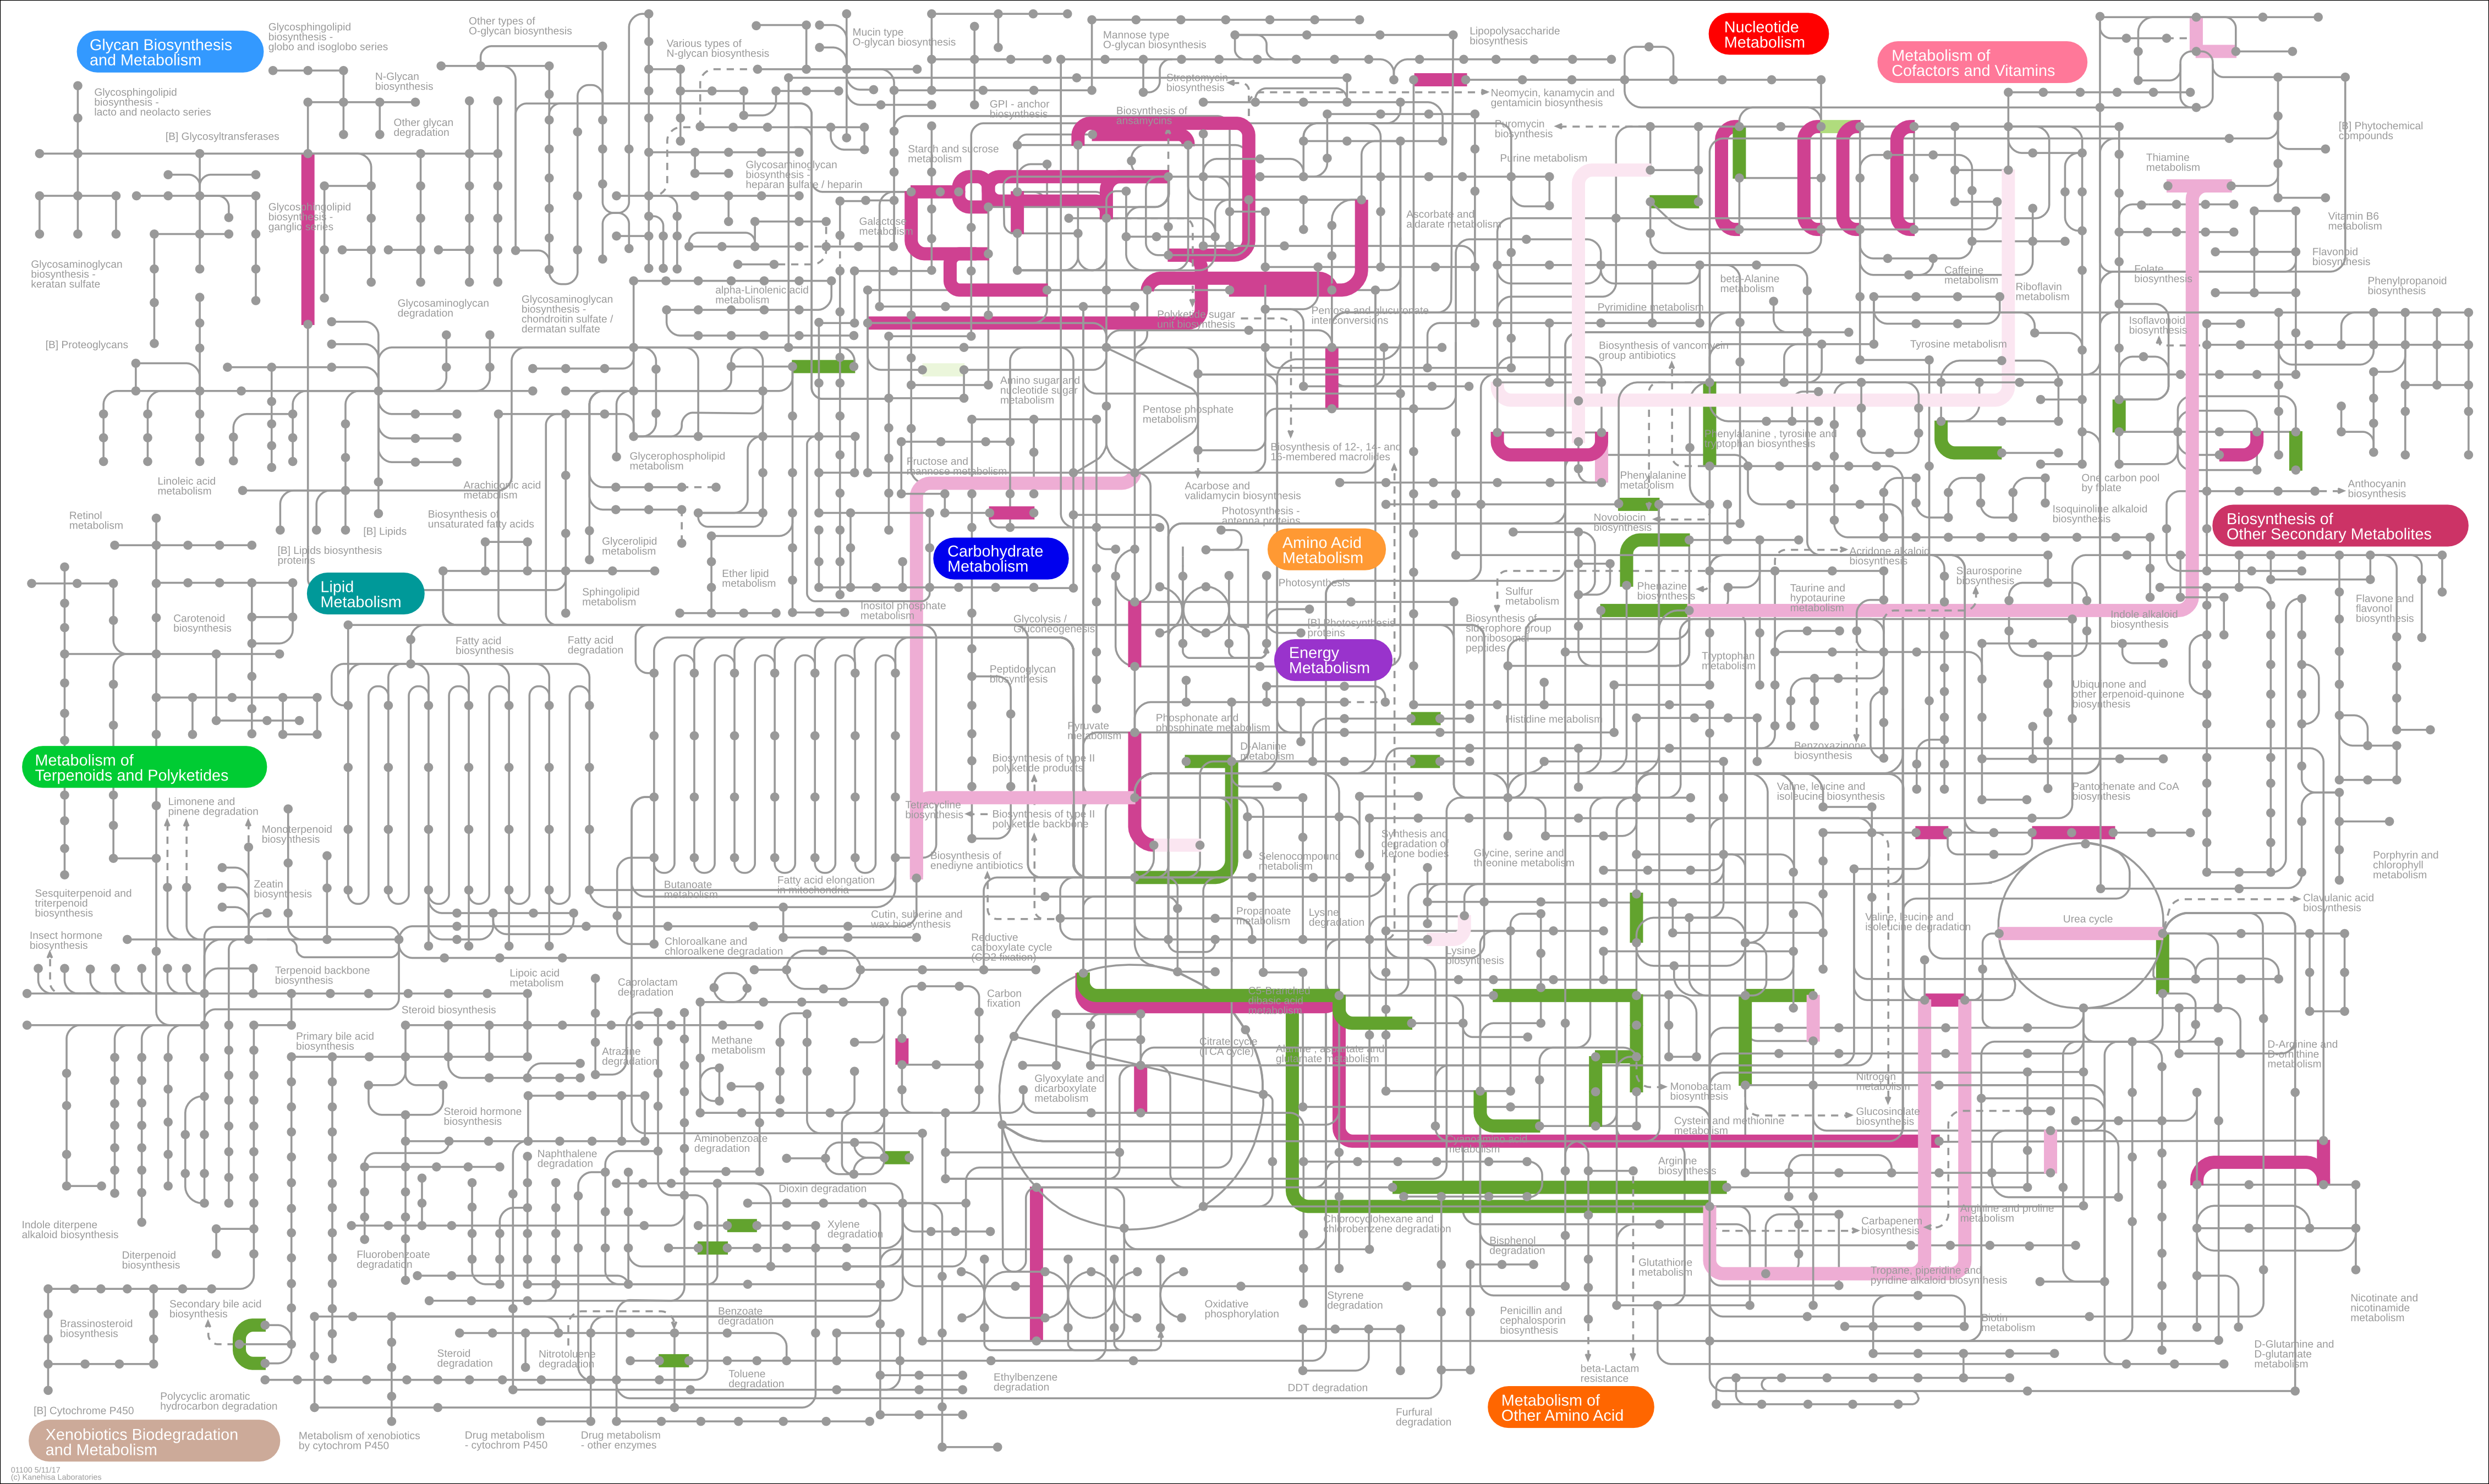 Glycan Biosynthesis
and Metabolism
Glycosphingolipid
biosynthesis -
globo and isoglobo series
Other types of
O-glycan biosynthesis
Various types of
N-glycan biosynthesis
Mucin type
O-glycan biosynthesis
Mannose type
O-glycan biosynthesis
Lipopolysaccharide
biosynthesis
Nucleotide
Metabolism
Metabolism of
Cofactors and Vitamins
N-Glycan
biosynthesis
Glycosphingolipid
biosynthesis -
lacto and neolacto series
Other glycan
degradation
[B] Glycosyltransferases
GPI - anchor
biosynthesis
Streptomycin
biosynthesis
Biosynthesis of
ansamycins
Neomycin, kanamycin and
gentamicin biosynthesis
Puromycin
biosynthesis
[B] Phytochemical
compounds
Starch and sucrose
metabolism
Glycosaminoglycan
biosynthesis -
heparan sulfate / heparin
Purine metabolism
Thiamine
metabolism
Glycosphingolipid
biosynthesis -
ganglio series
Galactose
metabolism
Ascorbate and
aldarate metabolism
Vitamin B6
metabolism
Glycosaminoglycan
biosynthesis -
keratan sulfate
Flavonoid
biosynthesis
Folate
biosynthesis
Caffeine
metabolism
beta-Alanine
metabolism
Riboflavin
metabolism
Phenylpropanoid
biosynthesis
Glycosaminoglycan
degradation
Glycosaminoglycan
biosynthesis -
chondroitin sulfate /
dermatan sulfate
alpha-Linolenic acid
metabolism
Polyketide sugar
unit biosynthesis
Pentose and glucuronate
interconversions
Pyrimidine metabolism
Isoflavonoid
biosynthesis
[B] Proteoglycans
Biosynthesis of vancomycin
group antibiotics
Tyrosine metabolism
Amino sugar and
nucleotide sugar
metabolism
Pentose phosphate
metabolism
Biosynthesis of 12-, 14- and
16-membered macrolides
Phenylalanine , tyrosine and
tryptophan biosynthesis
Glycerophospholipid
metabolism
Fructose and
mannose metabolism
Linoleic acid
metabolism
Arachidonic acid
metabolism
Acarbose and
validamycin biosynthesis
Phenylalanine
metabolism
One carbon pool
by folate
Anthocyanin
biosynthesis
Retinol
metabolism
Biosynthesis of
unsaturated fatty acids
[B] Lipids
Photosynthesis -
antenna proteins
Novobiocin
biosynthesis
Isoquinoline alkaloid
biosynthesis
Biosynthesis of
Other Secondary Metabolites
[B] Lipids biosynthesis
proteins
Glycerolipid
metabolism
Carbohydrate
Metabolism
Amino Acid
Metabolism
Acridone alkaloid
biosynthesis
Lipid
Metabolism
Ether lipid
metabolism
Photosynthesis
Staurosporine
biosynthesis
Sphingolipid
metabolism
Inositol phosphate
metabolism
Sulfur
metabolism
Phenazine
biosynthesis
Taurine and
hypotaurine
metabolism
Flavone and
flavonol
biosynthesis
Carotenoid
biosynthesis
Glycolysis /
Gluconeogenesis
[B] Photosynthesis
proteins
Biosynthesis of
siderophore group
nonribosomal
peptides
Indole alkaloid
biosynthesis
Fatty acid
biosynthesis
Fatty acid
degradation
Energy
Metabolism
Tryptophan
metabolism
Peptidoglycan
biosynthesis
Ubiquinone and
other terpenoid-quinone
biosynthesis
Pyruvate
metabolism
Phosphonate and
phosphinate metabolism
Histidine metabolism
Metabolism of
Terpenoids and Polyketides
D-Alanine
metabolism
Benzoxazinone
biosynthesis
Biosynthesis of type II
polyketide products
Valine, leucine and
isoleucine biosynthesis
Pantothenate and CoA
biosynthesis
Limonene and
pinene degradation
Tetracycline
biosynthesis
Biosynthesis of type II
polyketide backbone
Monoterpenoid
biosynthesis
Synthesis and
degradation of
Ketone bodies
Biosynthesis of
enediyne antibiotics
Selenocompound
metabolism
Glycine, serine and
threonine metabolism
Porphyrin and
chlorophyll
metabolism
Sesquiterpenoid and
triterpenoid
biosynthesis
Zeatin
biosynthesis
Butanoate
metabolism
Fatty acid elongation
in mitochondria
Clavulanic acid
biosynthesis
Cutin, suberine and
wax biosynthesis
Propanoate
metabolism
Lysine
degradation
Valine, leucine and
isoleucine degradation
Urea cycle
Insect hormone
biosynthesis
Chloroalkane and
chloroalkene degradation
Reductive
carboxylate cycle
(CO2 fixation)
Lysine
biosynthesis
Terpenoid backbone
biosynthesis
Lipoic acid
metabolism
Caprolactam
degradation
Carbon
fixation
C5-Branched
dibasic acid
metabolism
Steroid biosynthesis
Primary bile acid
biosynthesis
Atrazine
degradation
Methane
metabolism
Citrate cycle
(TCA cycle)
Alanine , aspartate and
glutamate metabolism
D-Arginine and
D-ornithine
metabolism
Glyoxylate and
dicarboxylate
metabolism
Nitrogen
metabolism
Monobactam
biosynthesis
Steroid hormone
biosynthesis
Glucosinolate
biosynthesis
Cystein and methionine
metabolism
Aminobenzoate
degradation
Cyanoamino acid
metabolism
Naphthalene
degradation
Arginine
biosynthesis
Dioxin degradation
Arginine and proline
metabolism
Indole diterpene
alkaloid biosynthesis
Xylene
degradation
Chlorocyclohexane and
chlorobenzene degradation
Carbapenem
biosynthesis
Diterpenoid
biosynthesis
Fluorobenzoate
degradation
Bisphenol
degradation
Glutathione
metabolism
Tropane, piperidine and
pyridine alkaloid biosynthesis
Secondary bile acid
biosynthesis
Oxidative
phosphorylation
Styrene
degradation
Nicotinate and
nicotinamide
metabolism
Brassinosteroid
biosynthesis
Benzoate
degradation
Penicillin and
cephalosporin
biosynthesis
Biotin
metabolism
Steroid
degradation
Nitrotoluene
degradation
D-Glutamine and
D-glutamate
metabolism
Toluene
degradation
Ethylbenzene
degradation
DDT degradation
beta-Lactam
resistance
Polycyclic aromatic
hydrocarbon degradation
[B] Cytochrome P450
Metabolism of
Other Amino Acid
Furfural
degradation
Xenobiotics Biodegradation
and Metabolism
Metabolism of xenobiotics
by cytochrom P450
Drug metabolism
- cytochrom P450
Drug metabolism
- other enzymes
01100 5/11/17
(c) Kanehisa Laboratories